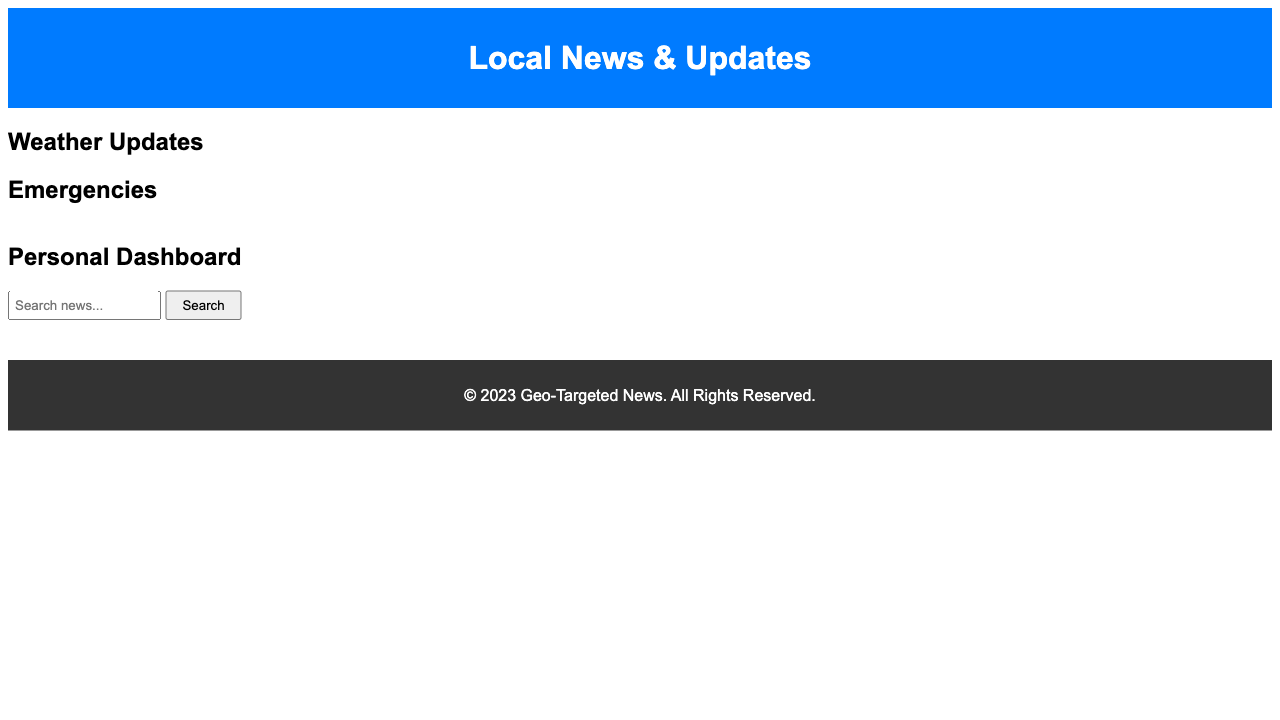 Local News & Updates
Weather Updates
Emergencies
Personal Dashboard
Search news... Search
© 2023 Geo-Targeted News. All Rights Reserved.